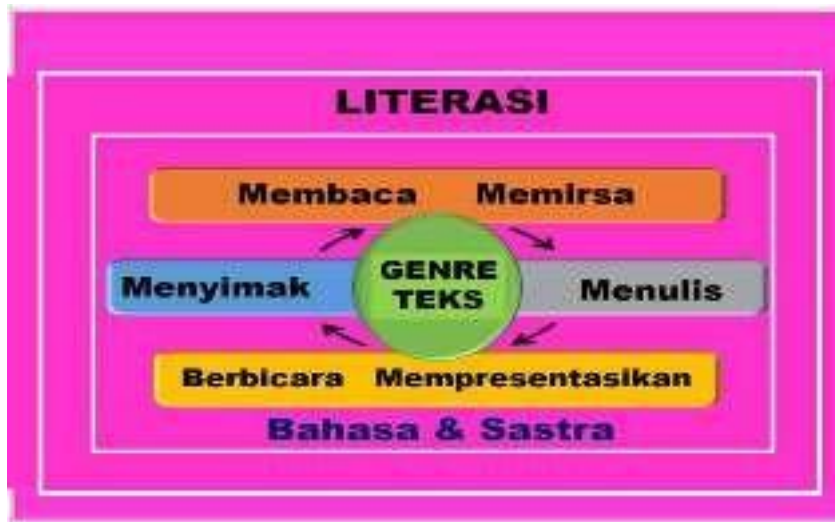 LITERASI
Membaca Memirsa
Menyimak
GENRE
TEKS
Menulis
Berbicara Mempresentasikan
Bahasa & Sastra